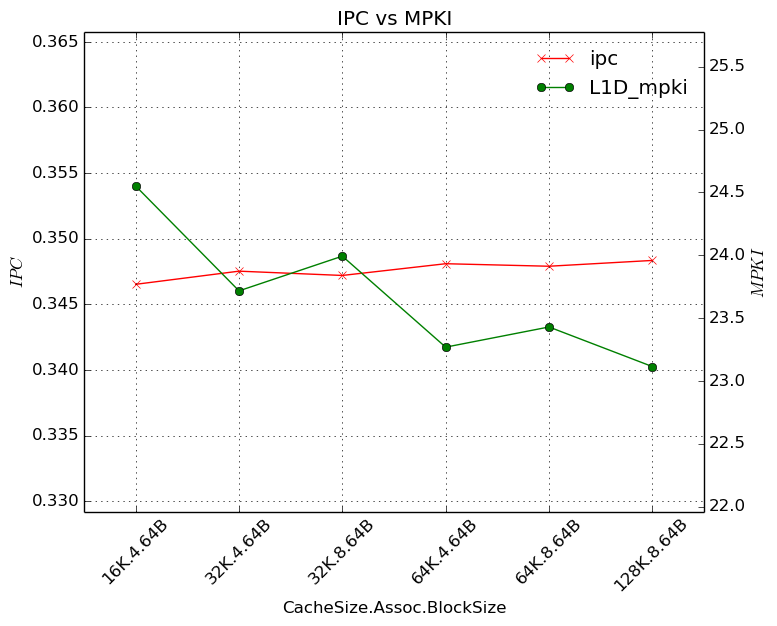 IPC vs MPKI
ipc
L1D_mpki
0.365
0.360
0.355
0.350
0.345
0.340
0.335
0.330
IPC
25.5
25.0
24.5
24.0
23.5
23.0
22.5
22.0
MPKI
16K.4.64B
32K.4.64B
32K.8.64B
64K.4.64B
64K.8.64B
128K.8.64B
CacheSize.Assoc.BlockSize